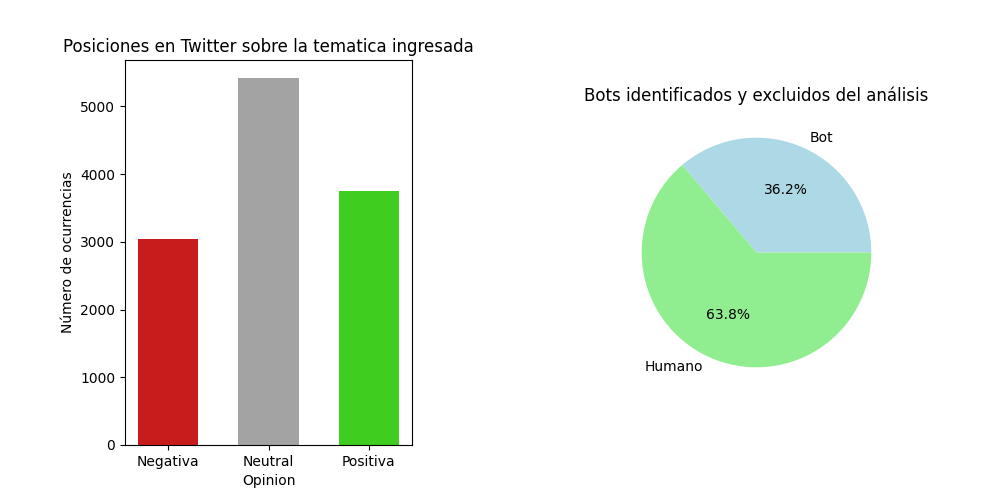 Posiciones en Twitter sobre la tematica ingresada
Número de ocurrencias
5000
4000
3000
2000
1000
0
Negativa
Neutral
Positiva
Opinion
Bots identificados y excluidos del análisis
Bot
36.2%
63.8%
Humano